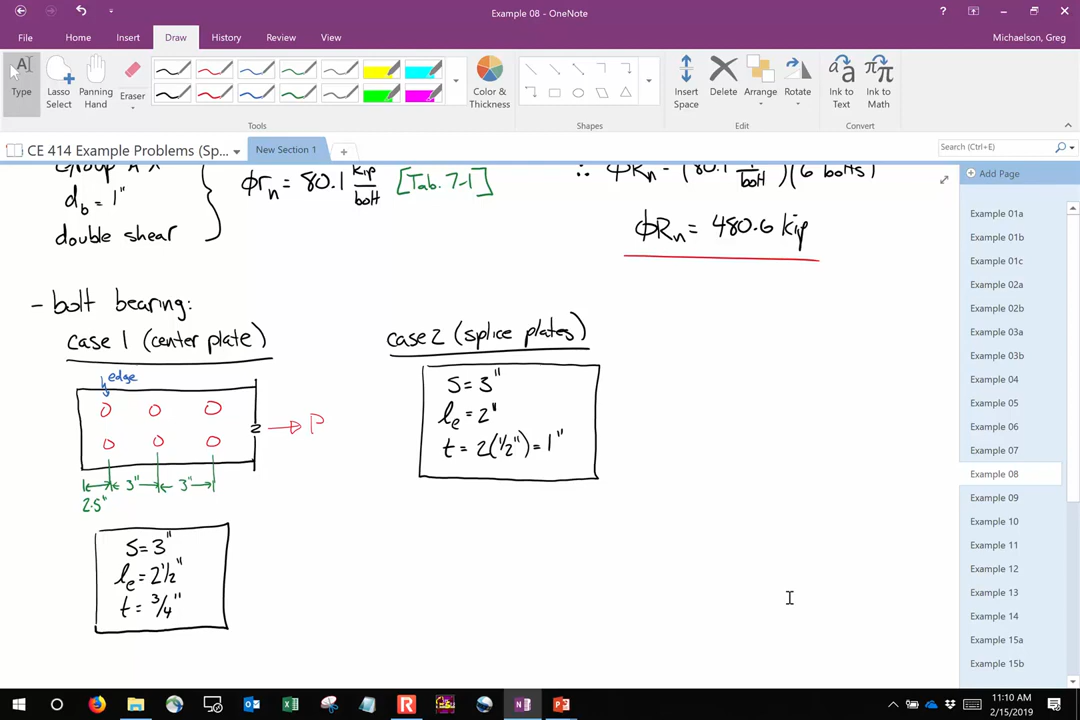 Example 08 - OneNote
Michaelson, Greg
File
Home
Insert
Draw
History
Review
View
Type
Lasso Select
Panning Hand
Eraser
Color & Thickness
Insert Space
Delete
Arrange
Rotate
Ink to Text
Ink to Math
Tools
Shapes
Edit
Convert
CE 414 Example Problems (Sp...
New Section 1
Search (Ctrl+E)
Add Page
Example 01a
Example 01b
Example 01c
Example 02a
Example 02b
Example 03a
Example 03b
Example 04
Example 05
Example 06
Example 07
Example 08
Example 09
Example 10
Example 11
Example 12
Example 13
Example 14
Example 15a
Example 15b
d_b = 1"
double shear
ϕr_n = 80.1 kip/bolt [Tab. 7-1]
∴ ϕR_n = (80.1 kip/bolt)(6 bolts)
ϕR_n = 480.6 kip
- bolt bearing:
case 1 (center plate)
edge
P
3"
3"
2.5"
S = 3"
l_e = 2 1/2"
t = 3/4"
case 2 (splice plates)
S = 3"
l_e = 2"
t = 2(1/2") = 1"
11:10 AM
2/15/2019